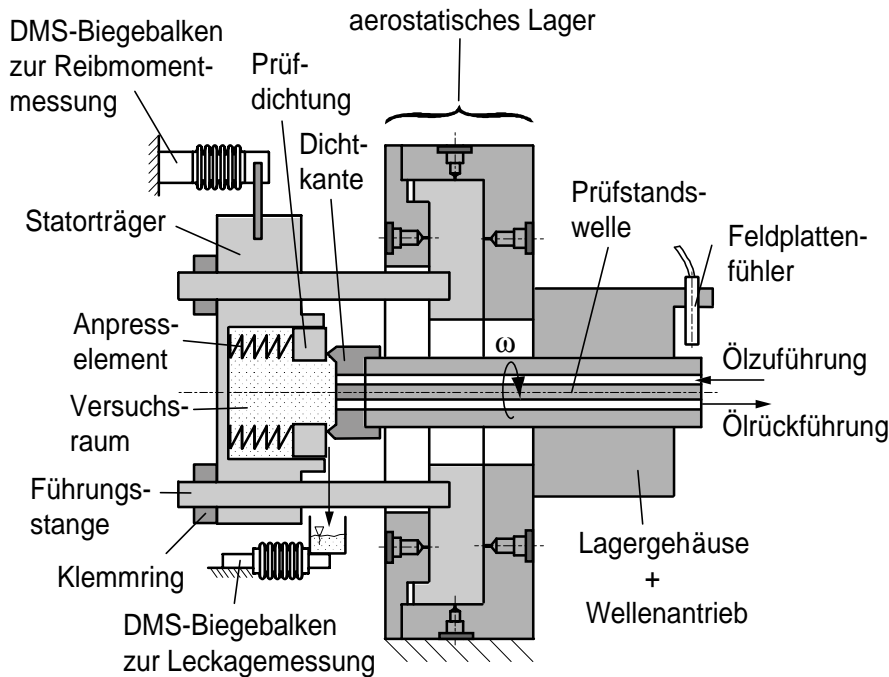 aerostatisches Lager
DMS-Biegebalken
zur Reibmoment-
messung
Prüf-
dichtung
Dicht-
kante
Statorträger
Prüfstands-
welle
Feldplatten-
fühler
Anpress-
element
ω
Ölzuführung
Versuchs-
raum
Ölrückführung
Führungs-
stange
Klemmring
Lagergehäuse
+
Wellenantrieb
DMS-Biegebalken
zur Leckagemessung